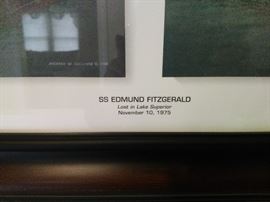 SS EDMUND FITZGERALD
Lost in Lake Superior
November 10, 1975